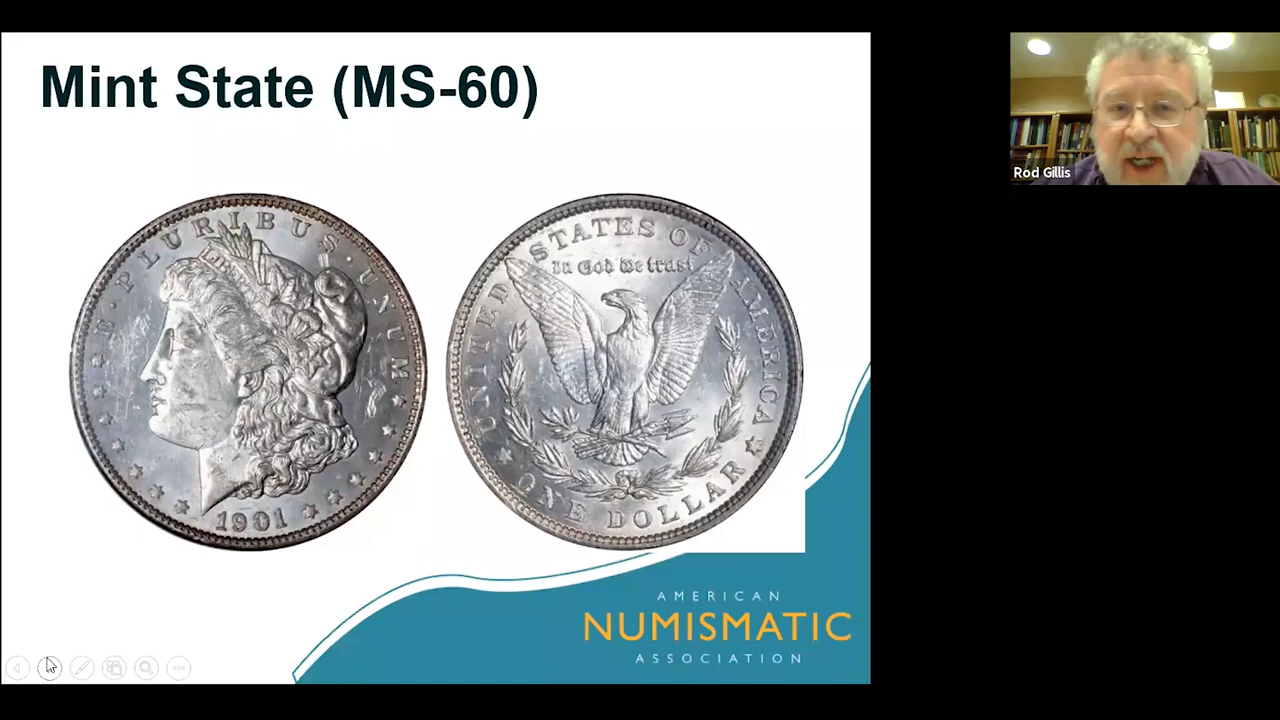 Mint State (MS-60)
E · PLURIBUS · UNUM
1901
UNITED STATES OF AMERICA
In God we trust
ONE DOLLAR
AMERICAN
NUMISMATIC
ASSOCIATION
Rod Gillis